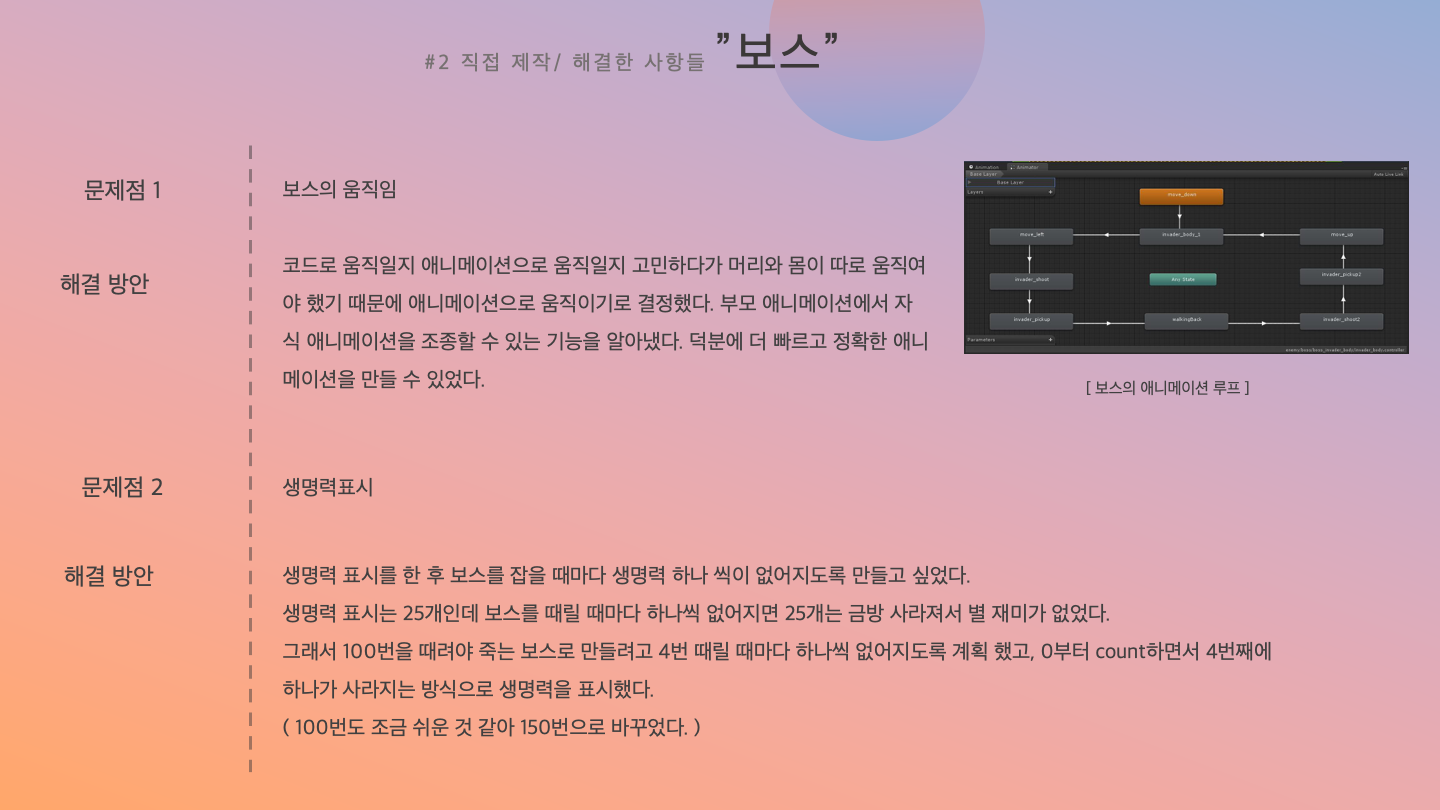 #2 직접 제작/ 해결한 사항들 ”보스”
문제점 1
보스의 움직임
해결 방안
코드로 움직일지 애니메이션으로 움직일지 고민하다가 머리와 몸이 따로 움직여
야 했기 때문에 애니메이션으로 움직이기로 결정했다. 부모 애니메이션에서 자
식 애니메이션을 조종할 수 있는 기능을 알아냈다. 덕분에 더 빠르고 정확한 애니
메이션을 만들 수 있었다.
Animation Animator
Base Layer
Auto Live Link
Base Layer
Layers +
move_down
move_left
invader_body_1
move_up
invader_shoot
Any State
invader_pickup2
invader_pickup
walkingBack
invader_shoot2
Parameters +
[ 보스의 애니메이션 루프 ]
문제점 2
생명력표시
해결 방안
생명력 표시를 한 후 보스를 잡을 때마다 생명력 하나 씩이 없어지도록 만들고 싶었다.
생명력 표시는 25개인데 보스를 때릴 때마다 하나씩 없어지면 25개는 금방 사라져서 별 재미가 없었다.
그래서 100번을 때려야 죽는 보스로 만들려고 4번 때릴 때마다 하나씩 없어지도록 계획 했고, 0부터 count하면서 4번째에
하나가 사라지는 방식으로 생명력을 표시했다.
( 100번도 조금 쉬운 것 같아 150번으로 바꾸었다. )